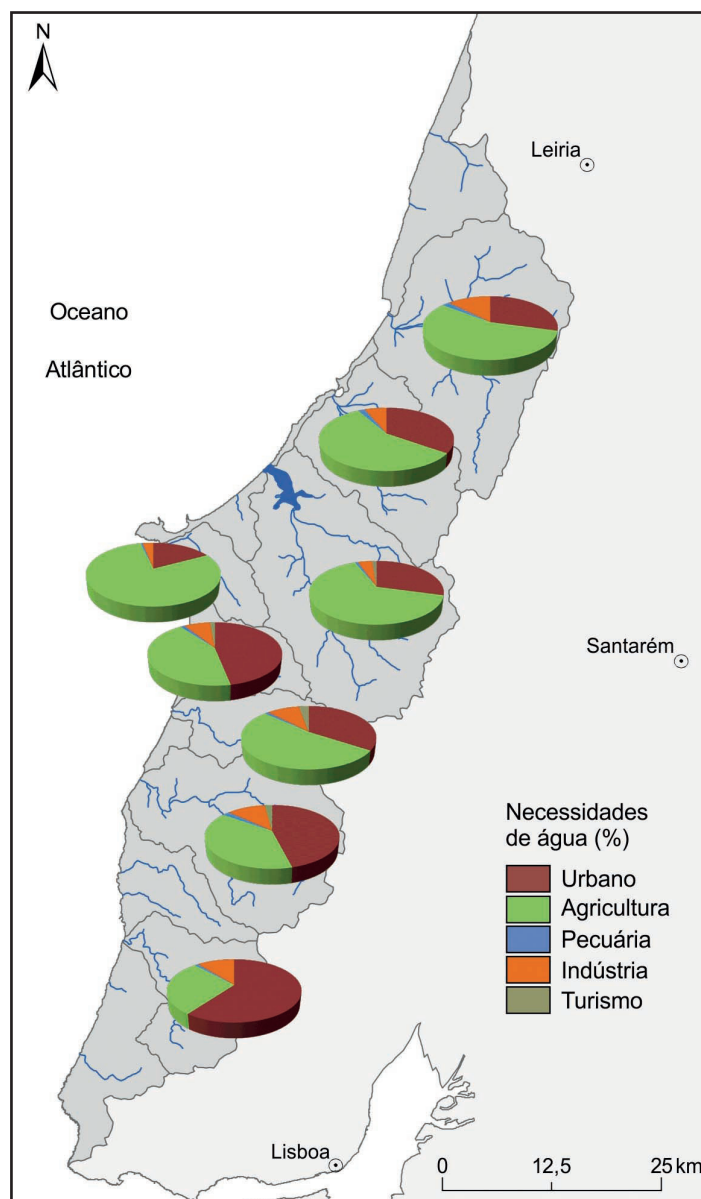 N
Leiria
Oceano
Atlântico
Santarém
Necessidades
de água (%)
Urbano
Agricultura
Pecuária
Indústria
Turismo
Lisboa
0 12,5 25 km